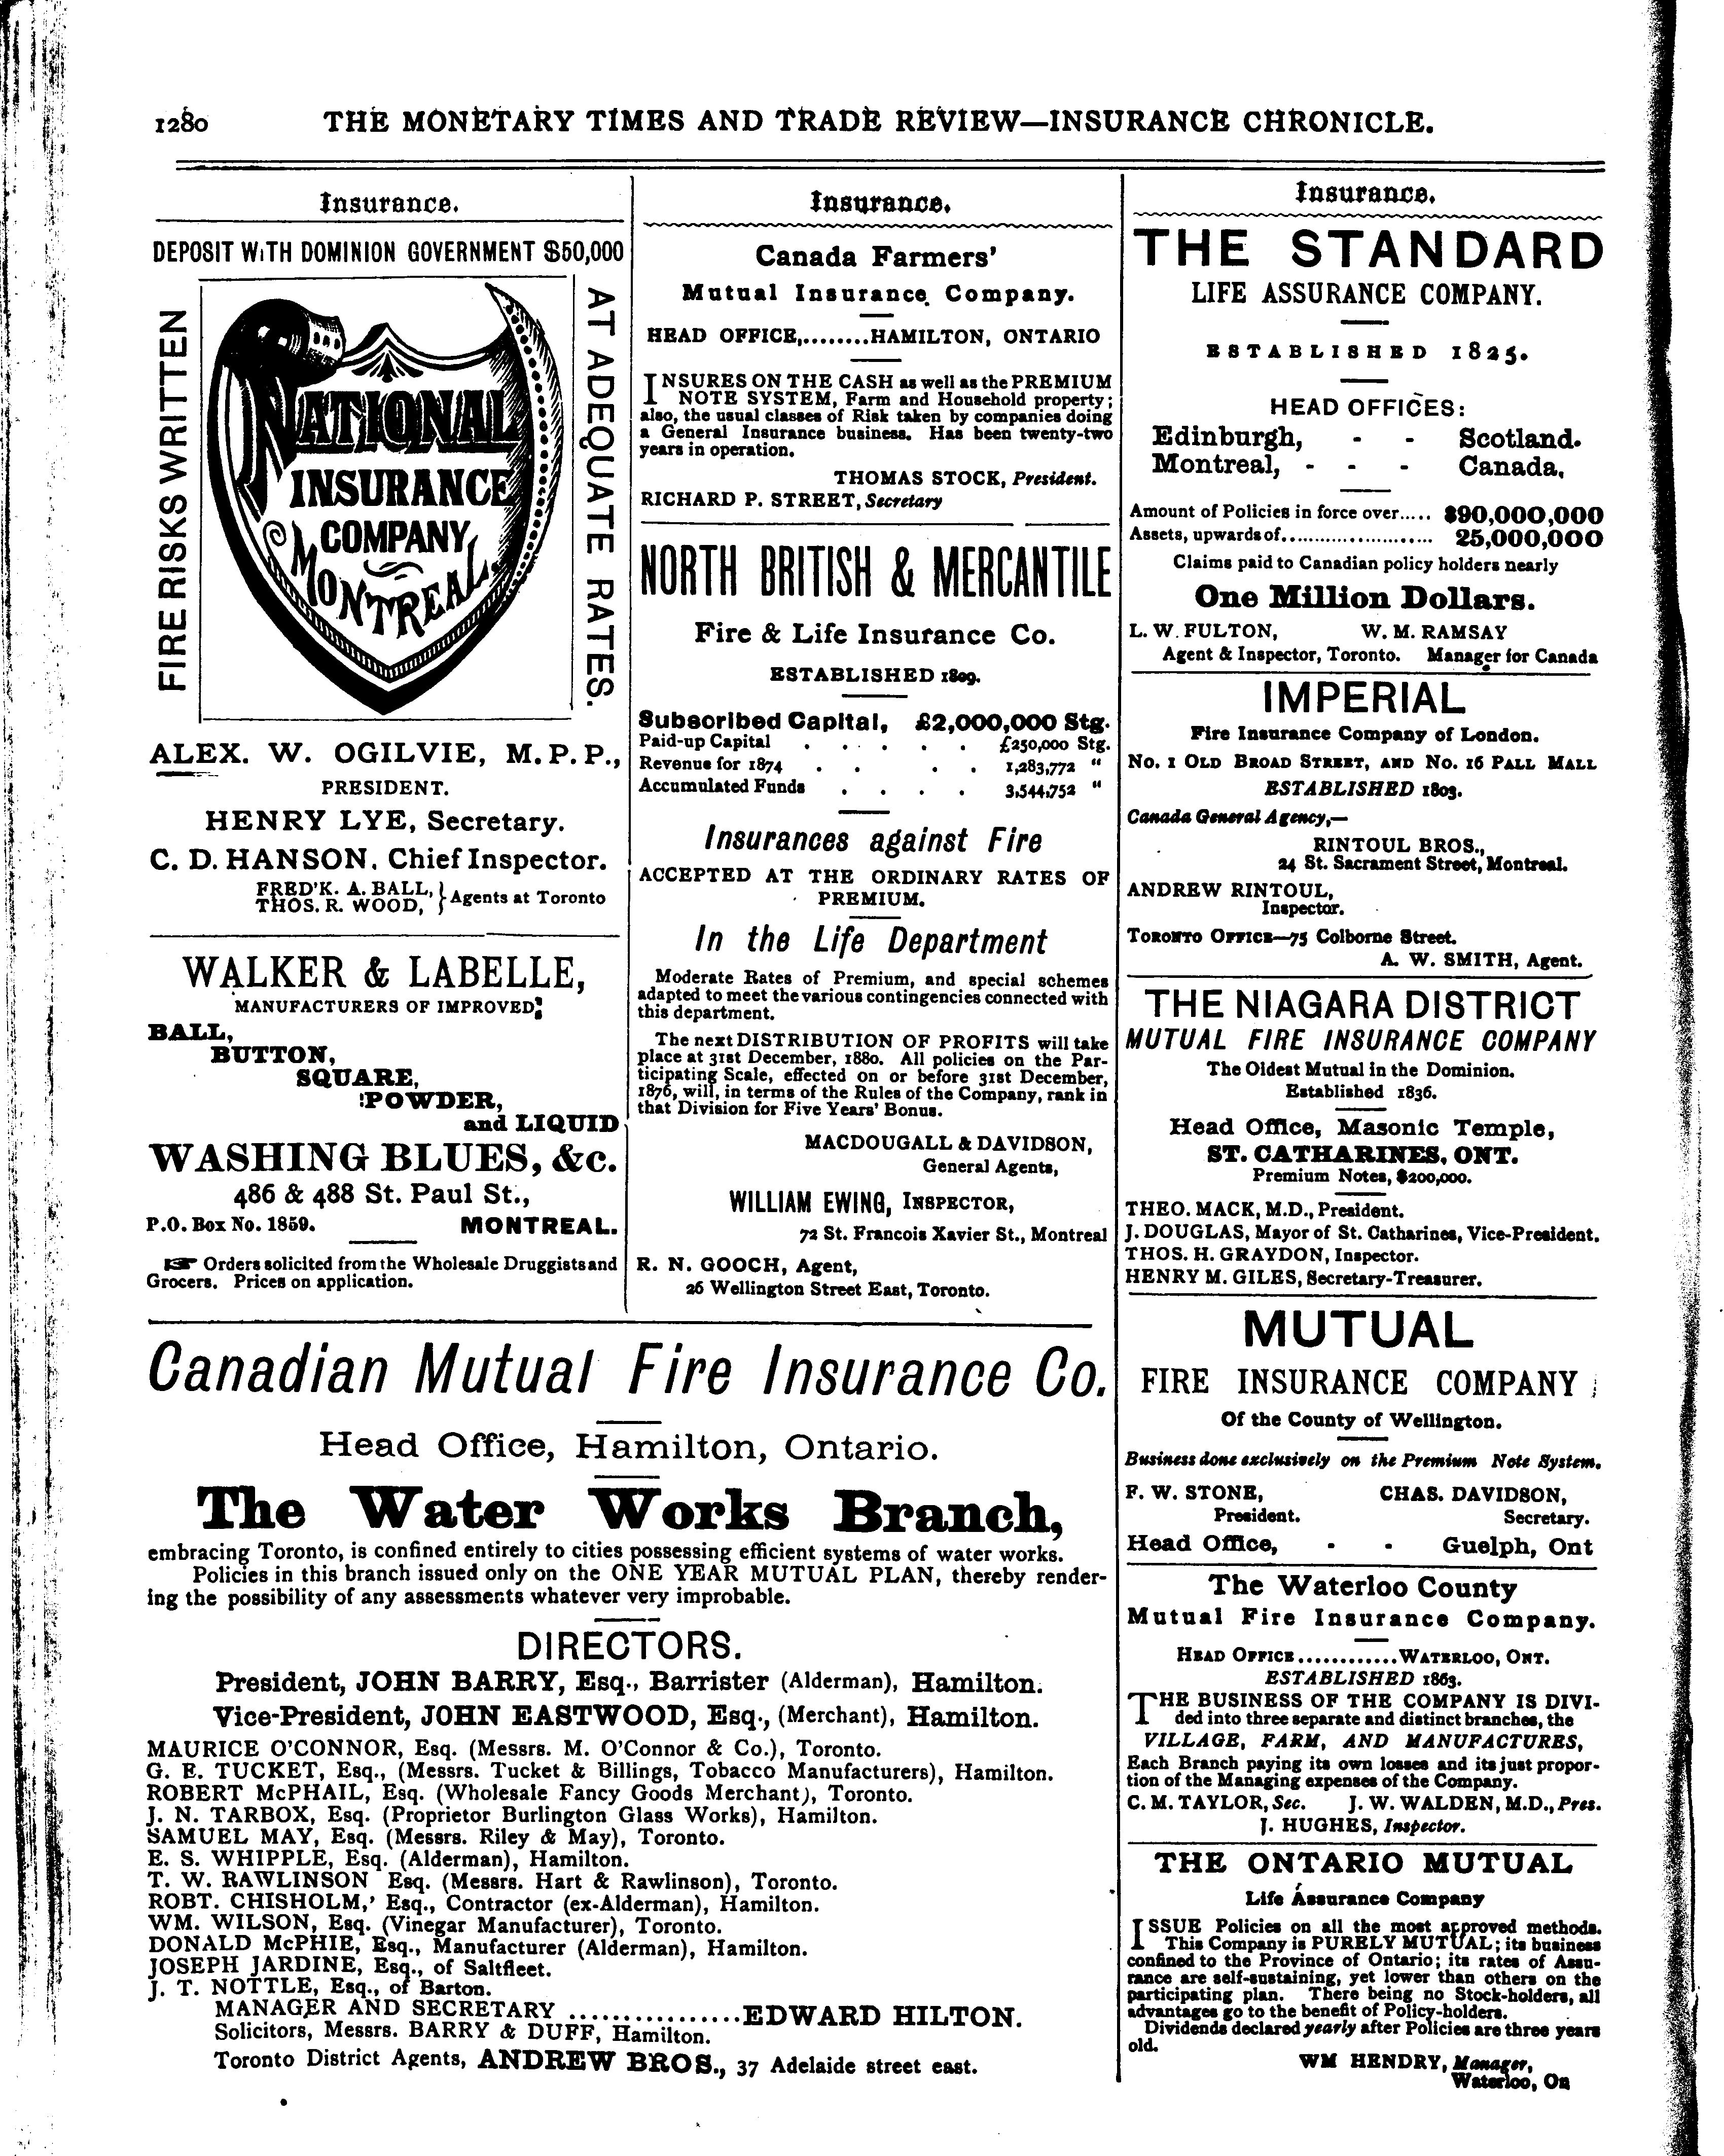 1280 THE MONETARY TIMES AND TRADE REVIEW—INSURANCE CHRONICLE.
Insurance.
DEPOSIT WiTH DOMINION GOVERNMENT $50,000
FIRE RISKS WRITTEN
NATIONAL
INSURANCE
COMPANY
MONTREAL.
AT ADEQUATE RATES.
ALEX. W. OGILVIE, M.P.P.,
PRESIDENT.
HENRY LYE, Secretary.
C. D. HANSON, Chief Inspector.
FRED'K. A. BALL,
THOS. R. WOOD, } Agents at Toronto
WALKER & LABELLE,
MANUFACTURERS OF IMPROVED
BALL,
BUTTON,
SQUARE,
POWDER,
and LIQUID
WASHING BLUES, &c.
486 & 488 St. Paul St.,
P.O. Box No. 1859. MONTREAL.
☞ Orders solicited from the Wholesale Druggists and
Grocers. Prices on application.
Insurance.
Canada Farmers'
Mutual Insurance Company.
HEAD OFFICE,........HAMILTON, ONTARIO
INSURES ON THE CASH as well as the PREMIUM
NOTE SYSTEM, Farm and Household property;
also, the usual classes of Risk taken by companies doing
a General Insurance business. Has been twenty-two
years in operation.
THOMAS STOCK, President.
RICHARD P. STREET, Secretary
NORTH BRITISH & MERCANTILE
Fire & Life Insurance Co.
ESTABLISHED 1809.
Subscribed Capital, £2,000,000 Stg.
Paid-up Capital . . . . . £250,000 Stg.
Revenue for 1874 . . . . 1,283,772 "
Accumulated Funds . . . . 3,544,752 "
Insurances against Fire
ACCEPTED AT THE ORDINARY RATES OF
PREMIUM.
In the Life Department
Moderate Rates of Premium, and special schemes
adapted to meet the various contingencies connected with
this department.
The next DISTRIBUTION OF PROFITS will take
place at 31st December, 1880. All policies on the Par-
ticipating Scale, effected on or before 31st December,
1876, will, in terms of the Rules of the Company, rank in
that Division for Five Years' Bonus.
MACDOUGALL & DAVIDSON,
General Agents,
WILLIAM EWING, INSPECTOR,
72 St. Francois Xavier St., Montreal
R. N. GOOCH, Agent,
26 Wellington Street East, Toronto.
Canadian Mutual Fire Insurance Co.
Head Office, Hamilton, Ontario.
The Water Works Branch,
embracing Toronto, is confined entirely to cities possessing efficient systems of water works.
Policies in this branch issued only on the ONE YEAR MUTUAL PLAN, thereby render-
ing the possibility of any assessments whatever very improbable.
DIRECTORS.
President, JOHN BARRY, Esq., Barrister (Alderman), Hamilton.
Vice-President, JOHN EASTWOOD, Esq., (Merchant), Hamilton.
MAURICE O'CONNOR, Esq. (Messrs. M. O'Connor & Co.), Toronto.
G. E. TUCKET, Esq., (Messrs. Tucket & Billings, Tobacco Manufacturers), Hamilton.
ROBERT McPHAIL, Esq. (Wholesale Fancy Goods Merchant), Toronto.
J. N. TARBOX, Esq. (Proprietor Burlington Glass Works), Hamilton.
SAMUEL MAY, Esq. (Messrs. Riley & May), Toronto.
E. S. WHIPPLE, Esq. (Alderman), Hamilton.
T. W. RAWLINSON Esq. (Messrs. Hart & Rawlinson), Toronto.
ROBT. CHISHOLM,' Esq., Contractor (ex-Alderman), Hamilton.
WM. WILSON, Esq. (Vinegar Manufacturer), Toronto.
DONALD McPHIE, Esq., Manufacturer (Alderman), Hamilton.
JOSEPH JARDINE, Esq., of Saltfleet.
J. T. NOTTLE, Esq., of Barton.
MANAGER AND SECRETARY ................EDWARD HILTON.
Solicitors, Messrs. BARRY & DUFF, Hamilton.
Toronto District Agents, ANDREW BROS., 37 Adelaide street east.
Insurance.
THE STANDARD
LIFE ASSURANCE COMPANY.
ESTABLISHED 1825.
HEAD OFFICES:
Edinburgh, - - Scotland.
Montreal, - - - Canada,
Amount of Policies in force over..... $90,000,000
Assets, upwards of....................... 25,000,000
Claims paid to Canadian policy holders nearly
One Million Dollars.
L. W. FULTON, W. M. RAMSAY
Agent & Inspector, Toronto. Manager for Canada
IMPERIAL
Fire Insurance Company of London.
NO. 1 OLD BROAD STREET, AND NO. 16 PALL MALL
ESTABLISHED 1803.
Canada General Agency,—
RINTOUL BROS.,
24 St. Sacrament Street, Montreal.
ANDREW RINTOUL,
Inspector.
TORONTO OFFICE—75 Colborne Street.
A. W. SMITH, Agent.
THE NIAGARA DISTRICT
MUTUAL FIRE INSURANCE COMPANY
The Oldest Mutual in the Dominion.
Established 1836.
Head Office, Masonic Temple,
ST. CATHARINES, ONT.
Premium Notes, $200,000.
THEO. MACK, M.D., President.
J. DOUGLAS, Mayor of St. Catharines, Vice-President.
THOS. H. GRAYDON, Inspector.
HENRY M. GILES, Secretary-Treasurer.
MUTUAL
FIRE INSURANCE COMPANY
Of the County of Wellington.
Business done exclusively on the Premium Note System.
F. W. STONE, CHAS. DAVIDSON,
President. Secretary.
Head Office, - - Guelph, Ont
The Waterloo County
Mutual Fire Insurance Company.
HEAD OFFICE............WATERLOO, ONT.
ESTABLISHED 1863.
THE BUSINESS OF THE COMPANY IS DIVI-
ded into three separate and distinct branches, the
VILLAGE, FARM, AND MANUFACTURES,
Each Branch paying its own losses and its just propor-
tion of the Managing expenses of the Company.
C. M. TAYLOR, Sec. J. W. WALDEN, M.D., Pres.
J. HUGHES, Inspector.
THE ONTARIO MUTUAL
Life Assurance Company
ISSUE Policies on all the most approved methods.
This Company is PURELY MUTUAL; its business
confined to the Province of Ontario; its rates of Assu-
rance are self-sustaining, yet lower than others on the
participating plan. There being no Stock-holders, all
advantages go to the benefit of Policy-holders.
Dividends declared yearly after Policies are three years
old.
WM HENDRY, Manager,
Waterloo, On